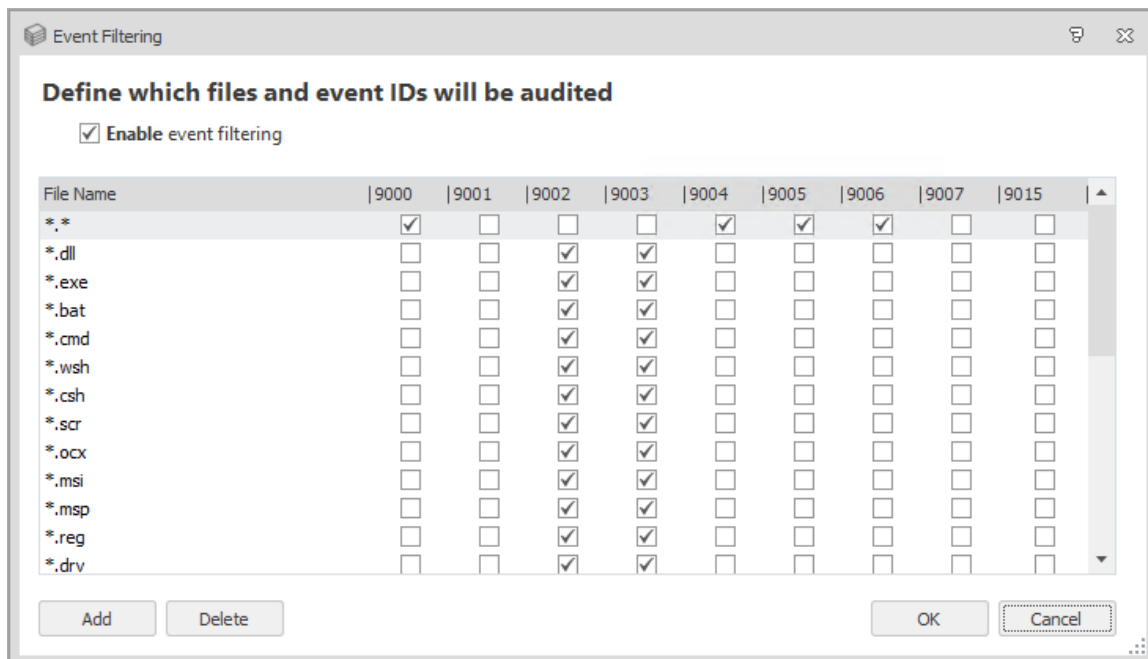 Event Filtering
Define which files and event IDs will be audited
Enable event filtering
File Name |9000 |9001 |9002 |9003 |9004 |9005 |9006 |9007 |9015 |
*.*
*.dll
*.exe
*.bat
*.cmd
*.wsh
*.csh
*.scr
*.ocx
*.msi
*.msp
*.reg
*.drv
Add Delete OK Cancel